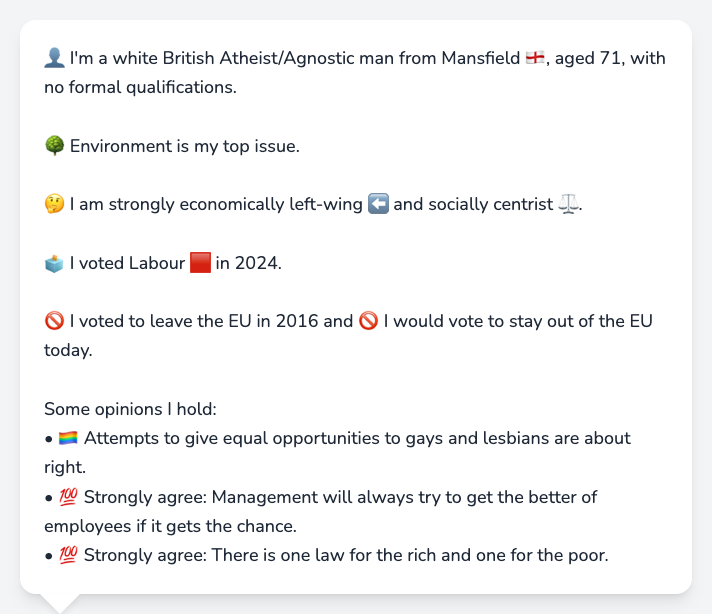 👤 I'm a white British Atheist/Agnostic man from Mansfield 🏴󠁧󠁢󠁥󠁮󠁧󠁿, aged 71, with
no formal qualifications.
🌳 Environment is my top issue.
🤔 I am strongly economically left-wing ⬅️ and socially centrist ⚖️.
🗳️ I voted Labour 🟥 in 2024.
🚫 I voted to leave the EU in 2016 and 🚫 I would vote to stay out of the EU
today.
Some opinions I hold:
• 🏳️‍🌈 Attempts to give equal opportunities to gays and lesbians are about
right.
• 💯 Strongly agree: Management will always try to get the better of
employees if it gets the chance.
• 💯 Strongly agree: There is one law for the rich and one for the poor.